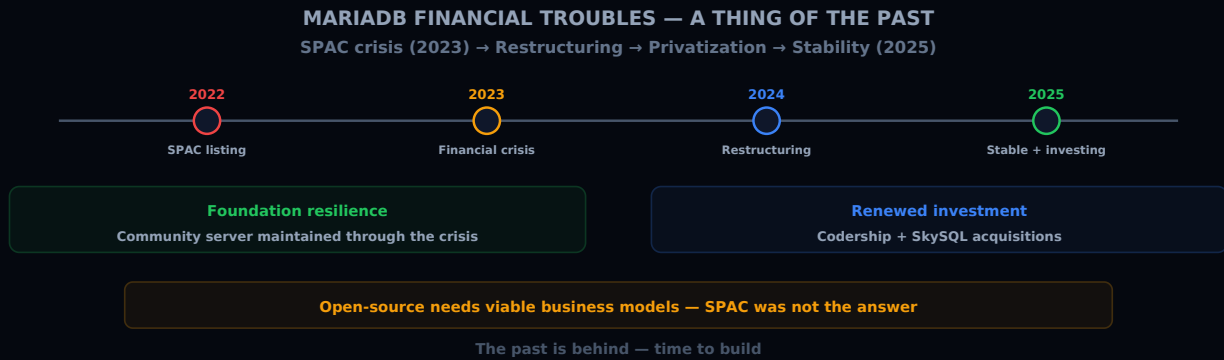 MARIADB FINANCIAL TROUBLES — A THING OF THE PAST
SPAC crisis (2023) → Restructuring → Privatization → Stability (2025)
2022
2023
2024
2025
SPAC listing
Financial crisis
Restructuring
Stable + investing
Foundation resilience
Community server maintained through the crisis
Renewed investment
Codership + SkySQL acquisitions
Open-source needs viable business models — SPAC was not the answer
The past is behind — time to build